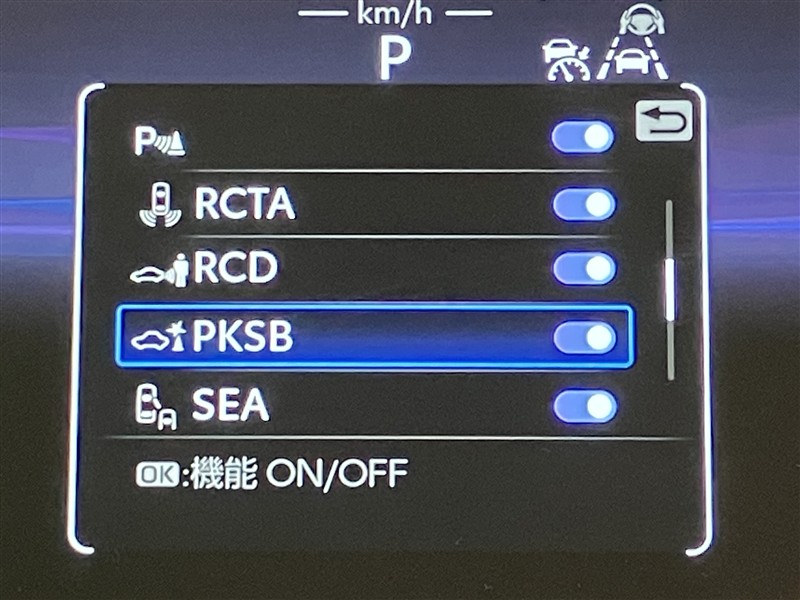 km/h
P
P
RCTA
RCD
PKSB
SEA
OK:機能 ON/OFF